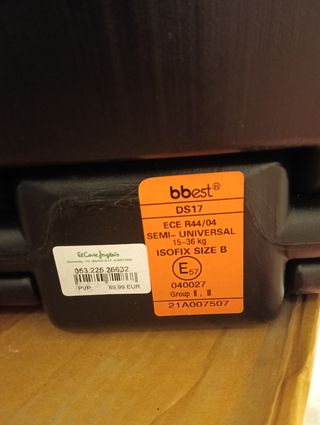 bbest®
DS17
ECE R44/04
SEMI- UNIVERSAL
15-36 kg
ISOFIX SIZE B
E57
040027
Group II , III
21A007507
El Corte Inglés
053.226.26632
PVP: 89,99 EUR